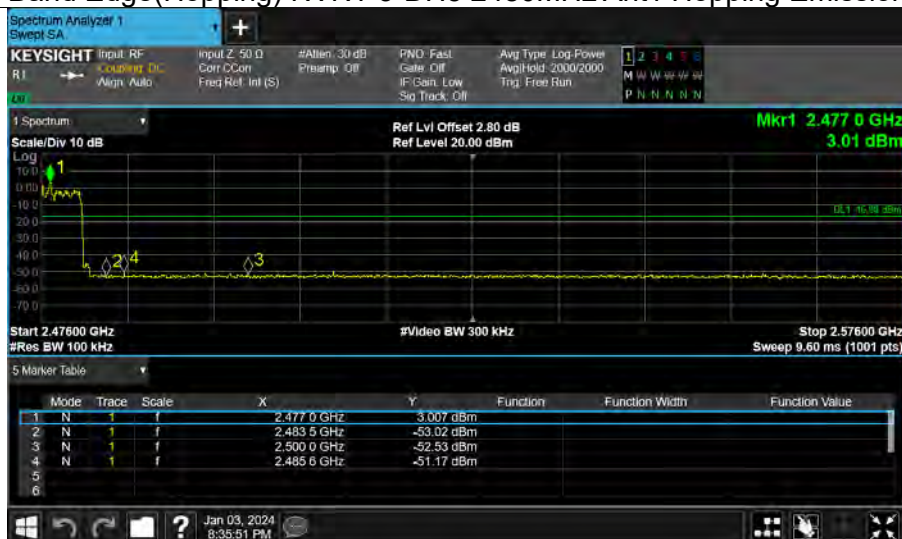 Spectrum Analyzer 1
Swept SA
+
KEYSIGHT Input: RF Input Z: 50 Ω #Atten: 30 dB PNO: Fast Avg Type: Log-Power 1 2 3 4 5 6
Coupling: DC Corr CCorr Preamp: Off Gate: Off Avg|Hold: 2000/2000 M W W W W W
Align: Auto Freq Ref: Int (S) IF Gain: Low Trig: Free Run
Sig Track: Off P N N N N N
1 Spectrum Ref Lvl Offset 2.80 dB Mkr1 2.477 0 GHz
Scale/Div 10 dB Ref Level 20.00 dBm 3.01 dBm
Log
10.0
1
0.00
-10.0
-20.0
-30.0
-40.0
2 4 3
-50.0
-60.0
-70.0
Start 2.47600 GHz #Video BW 300 kHz Stop 2.57600 GHz
#Res BW 100 kHz Sweep 9.60 ms (1001 pts)
5 Marker Table
Mode Trace Scale X Y Function Function Width Function Value
1 N 1 f 2.477 0 GHz 3.007 dBm
2 N 1 f 2.483 5 GHz -53.02 dBm
3 N 1 f 2.500 0 GHz -52.53 dBm
4 N 1 f 2.485 6 GHz -51.17 dBm
5
6
? Jan 03, 2024
8:35:51 PM